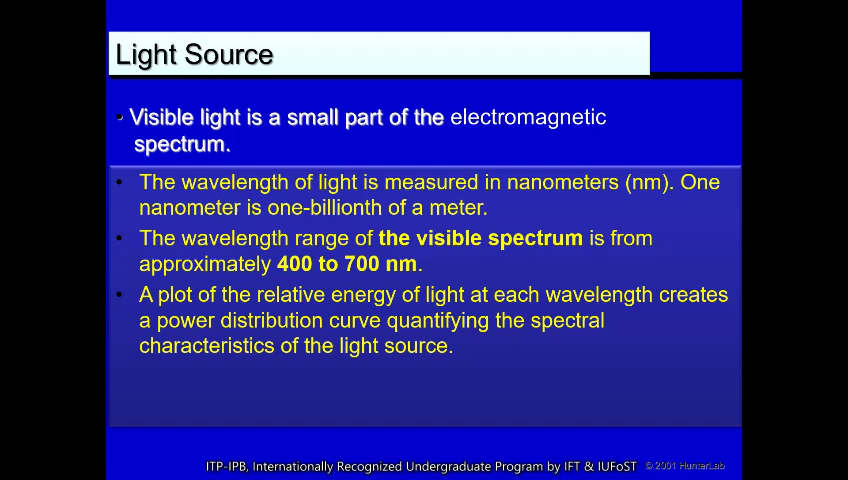 Light Source
• Visible light is a small part of the electromagnetic
spectrum.
• The wavelength of light is measured in nanometers (nm). One
nanometer is one-billionth of a meter.
• The wavelength range of the visible spectrum is from
approximately 400 to 700 nm.
• A plot of the relative energy of light at each wavelength creates
a power distribution curve quantifying the spectral
characteristics of the light source.
ITP-IPB, Internationally Recognized Undergraduate Program by IFT & IUFoST © 2001 HunterLab